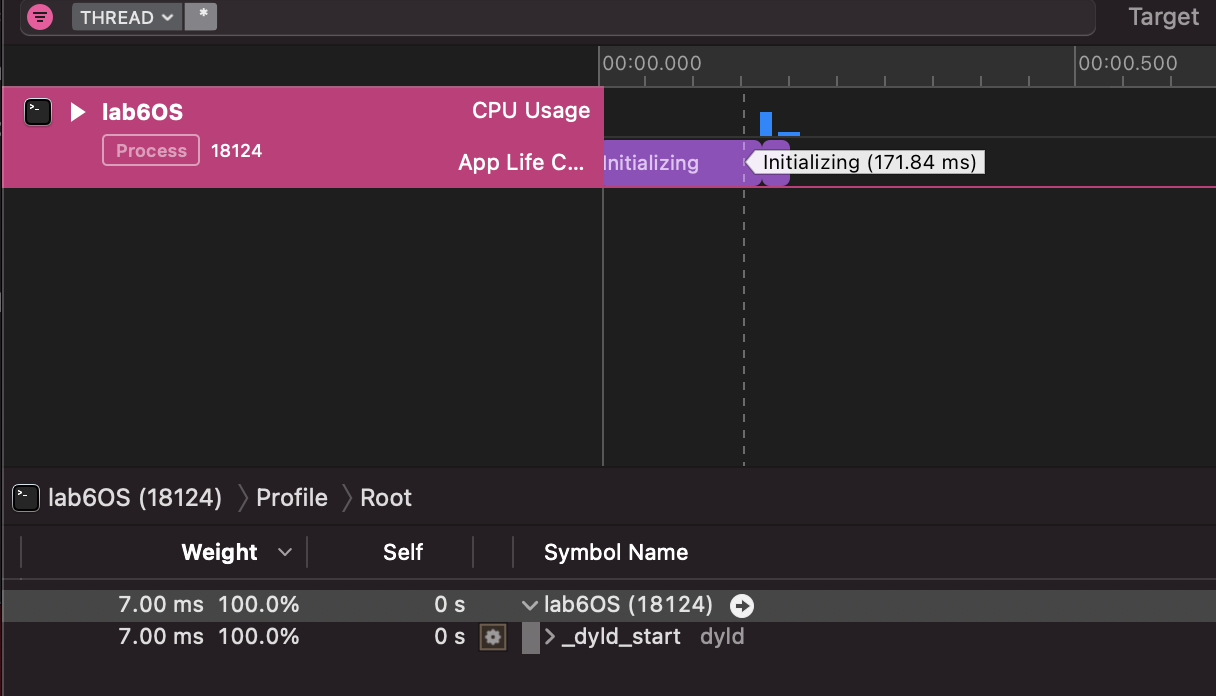 THREAD * Target
00:00.000 00:00.500
lab6OS CPU Usage
Process 18124
App Life C... Initializing Initializing (171.84 ms)
lab6OS (18124) Profile Root
Weight Self Symbol Name
7.00 ms 100.0% 0 s lab6OS (18124)
7.00 ms 100.0% 0 s _dyld_start dyld